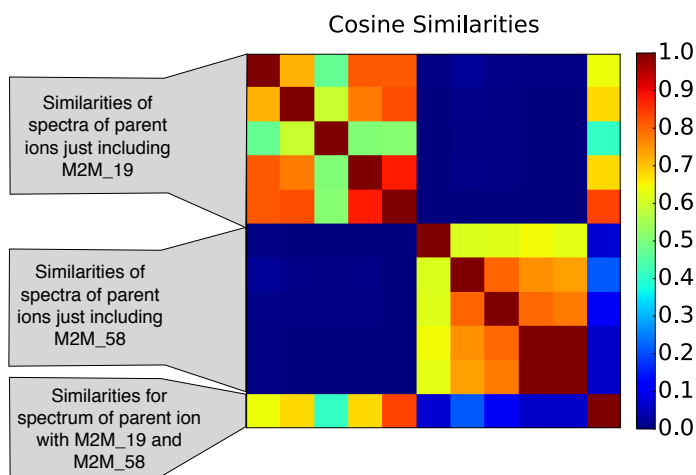 Cosine Similarities
Similarities of
spectra of parent
ions just including
M2M_19
Similarities of
spectra of parent
ions just including
M2M_58
Similarities for
spectrum of parent ion
with M2M_19 and
M2M_58
1.0
0.9
0.8
0.7
0.6
0.5
0.4
0.3
0.2
0.1
0.0